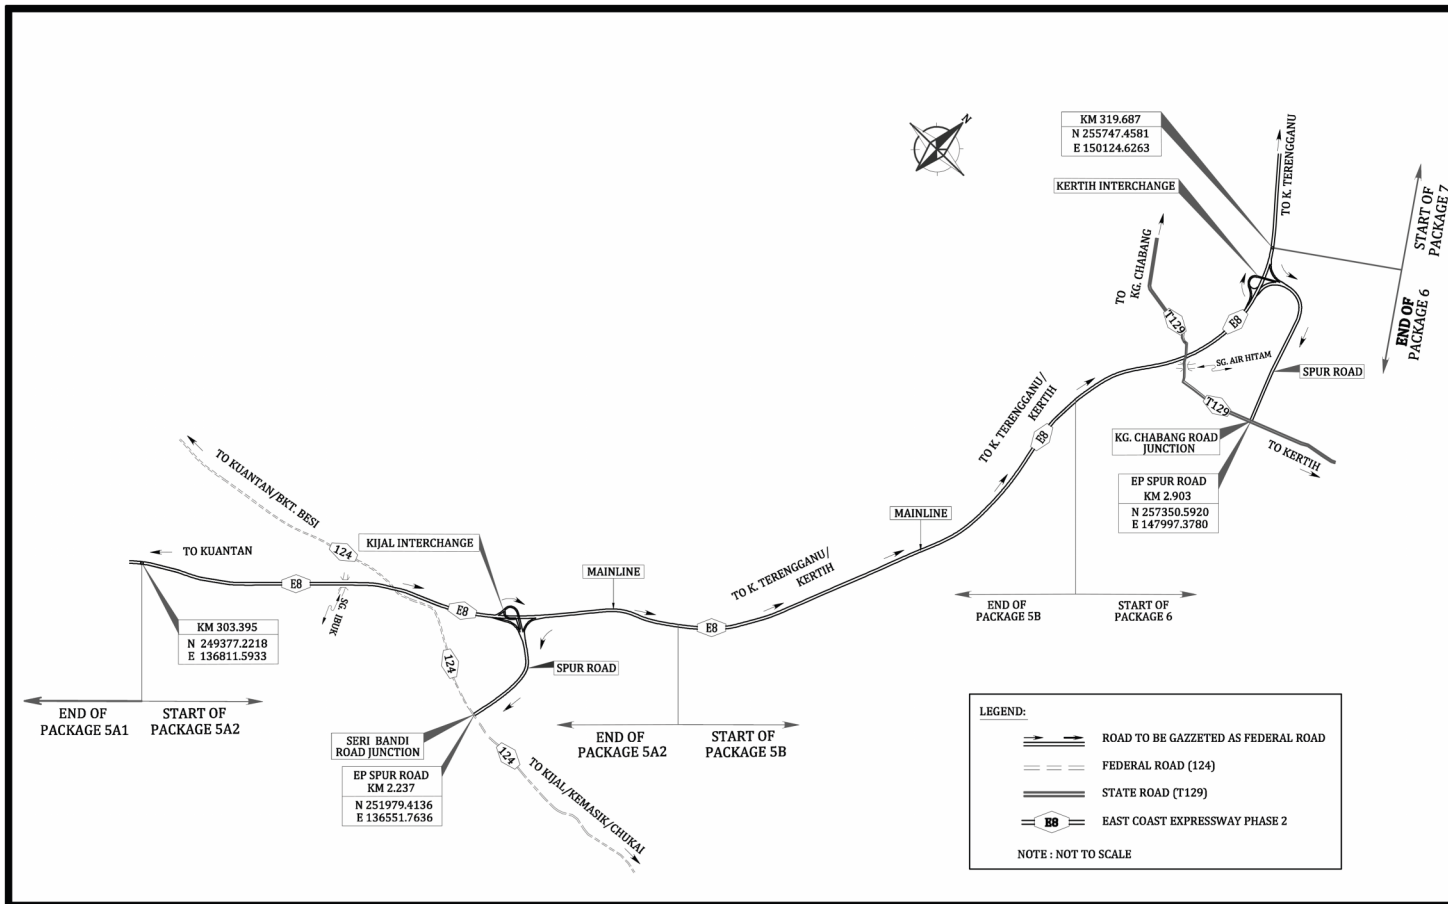 N
KM 319.687
N 255747.4581
E 150124.6263
KERTIH INTERCHANGE
TO K. TERENGGANU
START OF
PACKAGE 7
END OF
PACKAGE 6
TO
KG. CHABANG
T129
E8
SG. AIR HITAM
SPUR ROAD
T129
KG. CHABANG ROAD
JUNCTION
TO KERTIH
EP SPUR ROAD
KM 2.903
N 257350.5920
E 147997.3780
TO K. TERENGGANU/
KERTIH
E8
MAINLINE
TO K. TERENGGANU/
KERTIH
END OF
PACKAGE 5B
START OF
PACKAGE 6
TO KUANTAN/BKT. BESI
124
KIJAL INTERCHANGE
TO KUANTAN
E8
SG. IBUK
E8
MAINLINE
E8
KM 303.395
N 249377.2218
E 136811.5933
124
SPUR ROAD
END OF
PACKAGE 5A1
START OF
PACKAGE 5A2
SERI BANDI
ROAD JUNCTION
END OF
PACKAGE 5A2
START OF
PACKAGE 5B
EP SPUR ROAD
KM 2.237
N 251979.4136
E 136551.7636
124
TO KIJAL/KEMASIK/CHUKAI
LEGEND:
ROAD TO BE GAZZETED AS FEDERAL ROAD
FEDERAL ROAD (124)
STATE ROAD (T129)
E8
EAST COAST EXPRESSWAY PHASE 2
NOTE : NOT TO SCALE